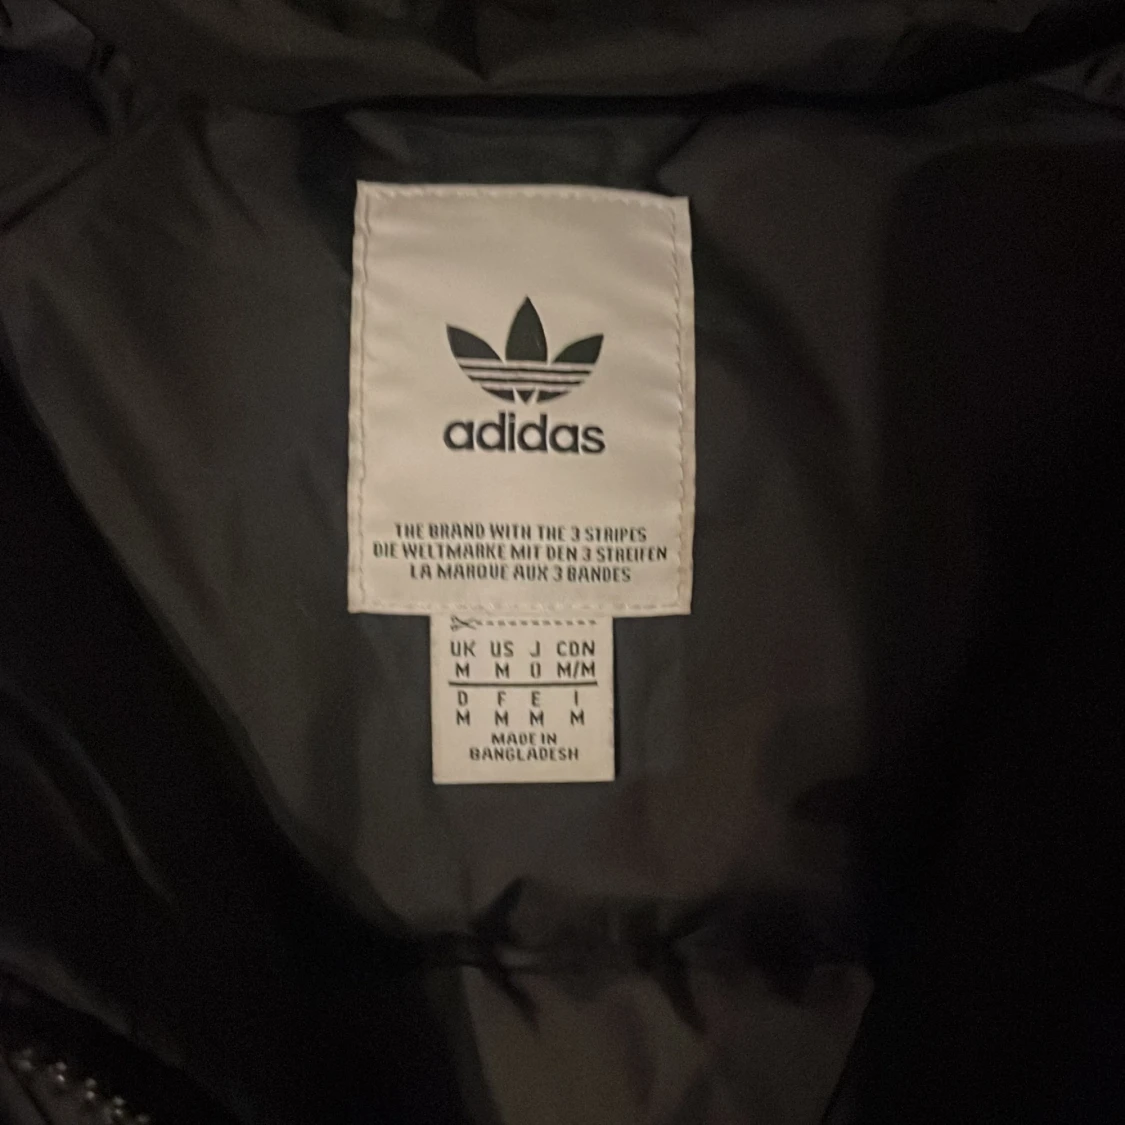 adidas
THE BRAND WITH THE 3 STRIPES
DIE WELTMARKE MIT DEN 3 STREIFEN
LA MARQUE AUX 3 BANDES
UK US J CDN
M M O M/M
D F E I
M M M M
MADE IN
BANGLADESH